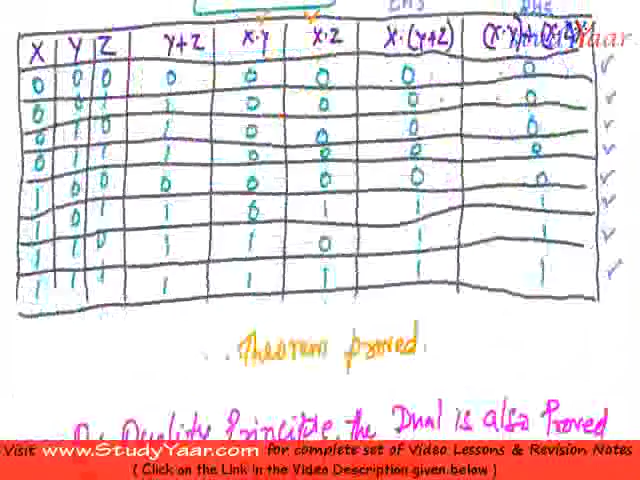 LHS RHS
X Y Z Y+Z X·Y X·Z X·(Y+Z) (X·Y)+(X·Z)
0 0 0 0 0 0 0 0 ✓
0 0 1 1 0 0 0 0 ✓
0 1 0 1 0 0 0 0 ✓
0 1 1 1 0 0 0 0 ✓
1 0 0 0 0 0 0 0 ✓
1 0 1 1 0 1 1 1 ✓
1 1 0 1 1 0 1 1 ✓
1 1 1 1 1 1 1 1 ✓
∴ Theorem proved.
By Duality Principle, the Dual is also Proved
Visit www.StudyYaar.com for complete set of Video Lessons & Revision Notes
( Click on the Link in the Video Description given below )